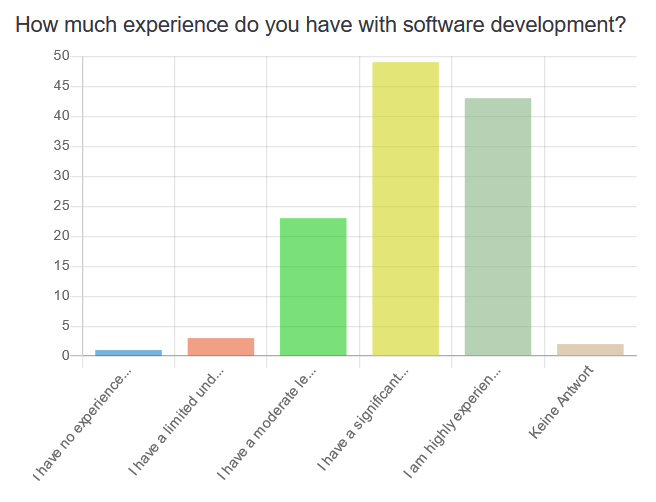 How much experience do you have with software development?
50
45
40
35
30
25
20
15
10
5
0
I have no experience...
I have a limited und...
I have a moderate le...
I have a significant...
I am highly experien...
Keine Antwort